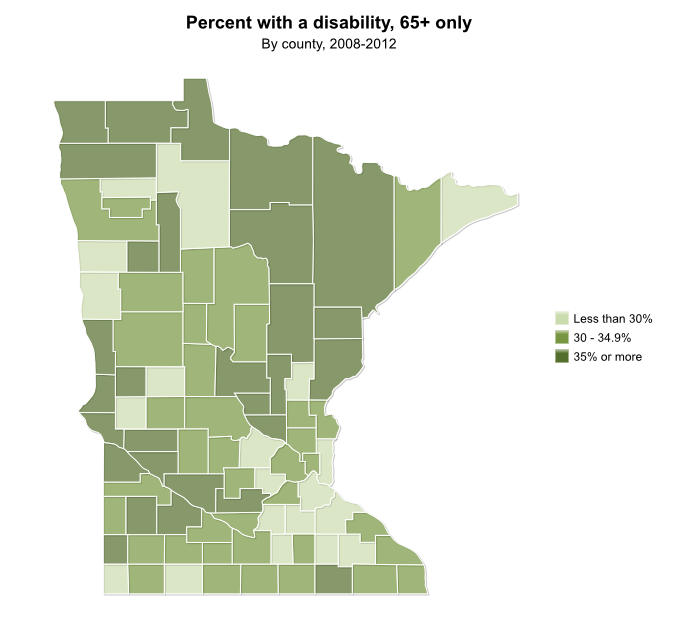 Percent with a disability, 65+ only
By county, 2008-2012
Less than 30%
30 - 34.9%
35% or more